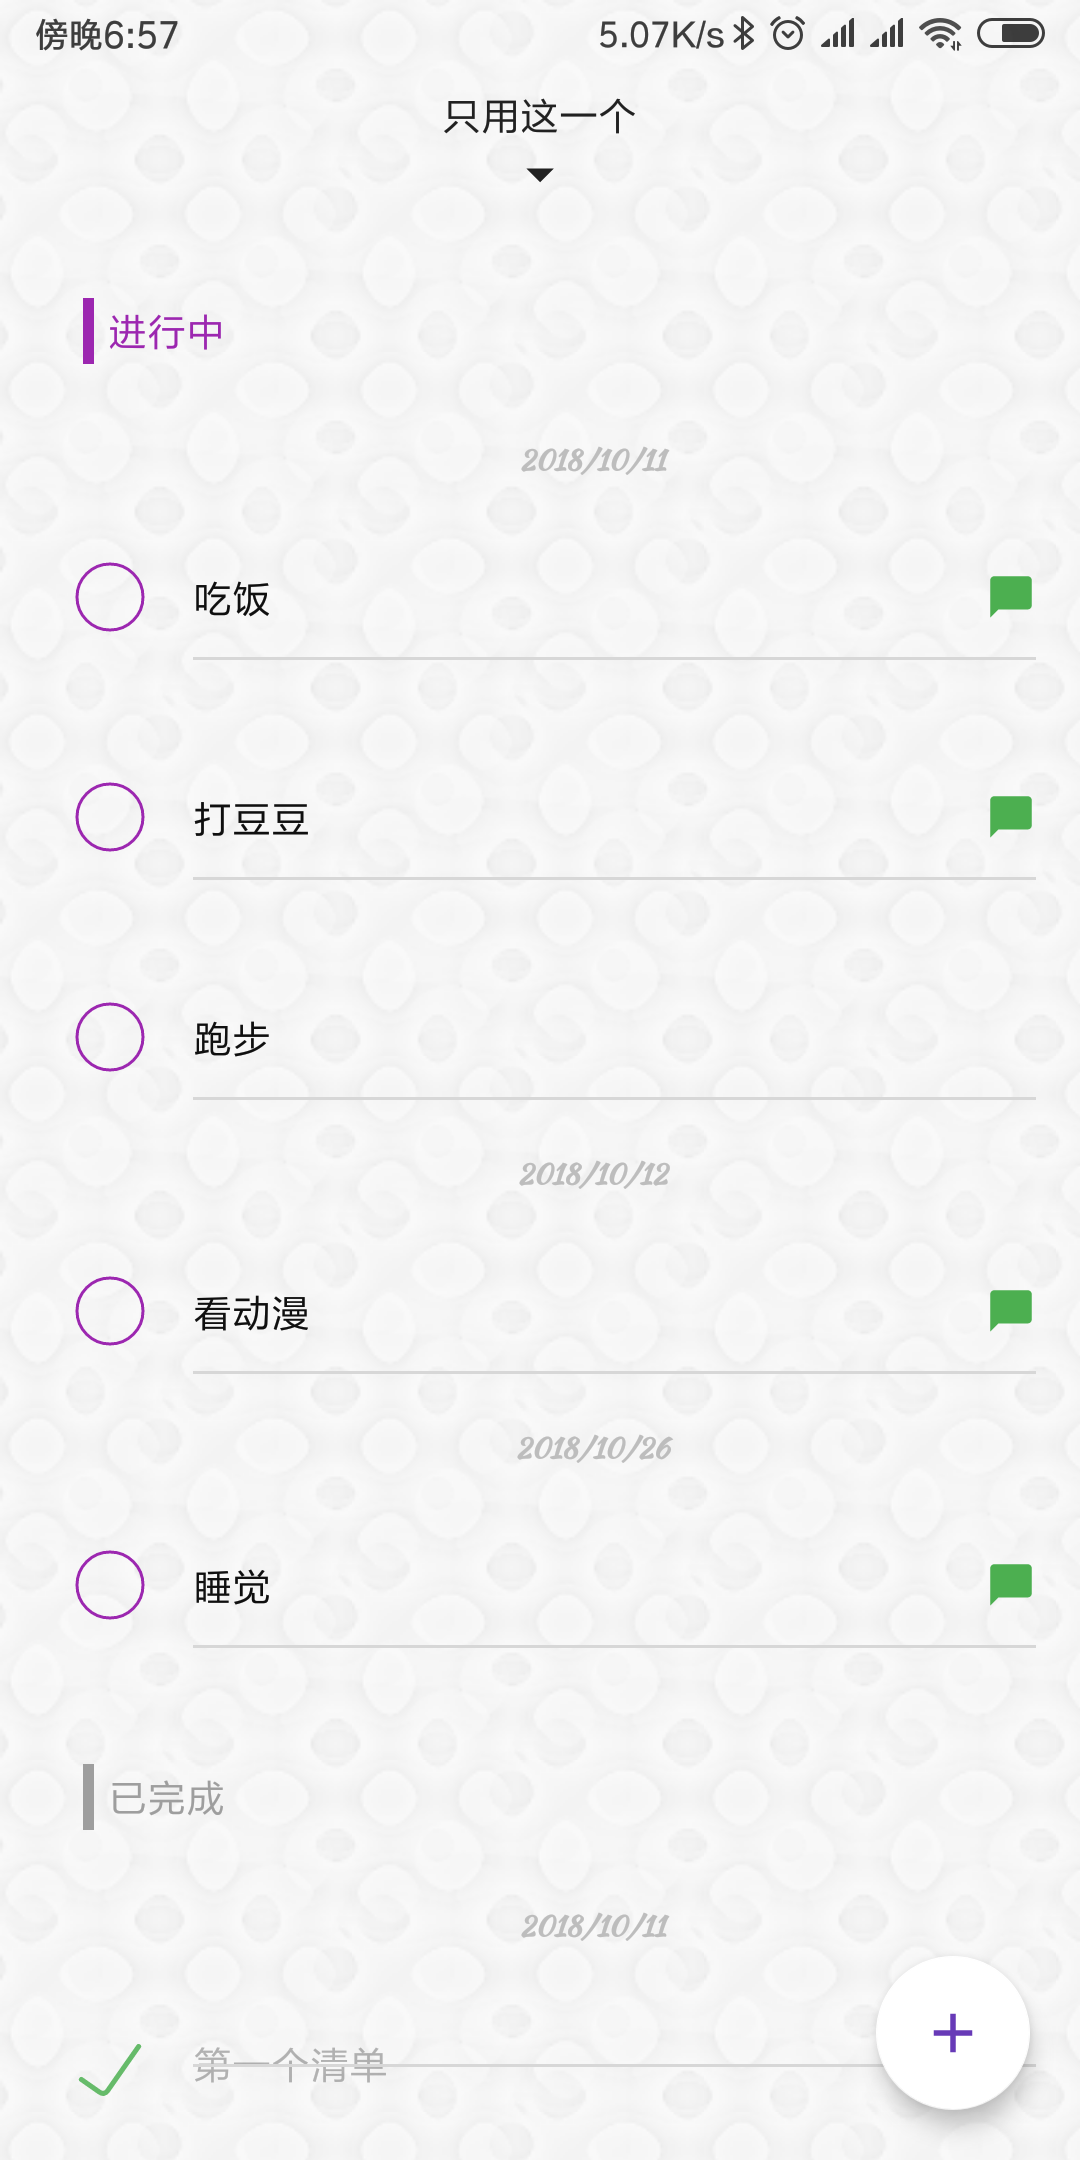 傍晚6:57 5.07K/s
只用这一个
进行中
2018/10/11
吃饭
打豆豆
跑步
2018/10/12
看动漫
2018/10/26
睡觉
已完成
2018/10/11
第一个清单